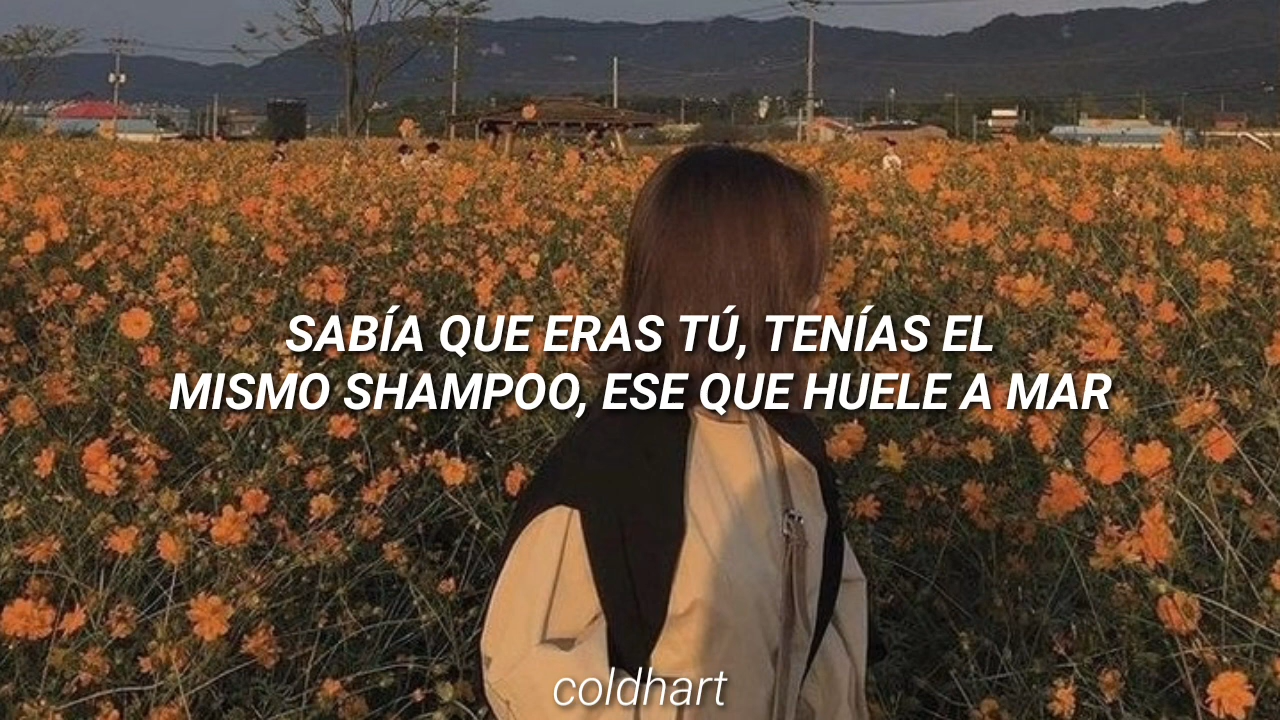 SABÍA QUE ERAS TÚ, TENÍAS EL
MISMO SHAMPOO, ESE QUE HUELE A MAR
coldhart